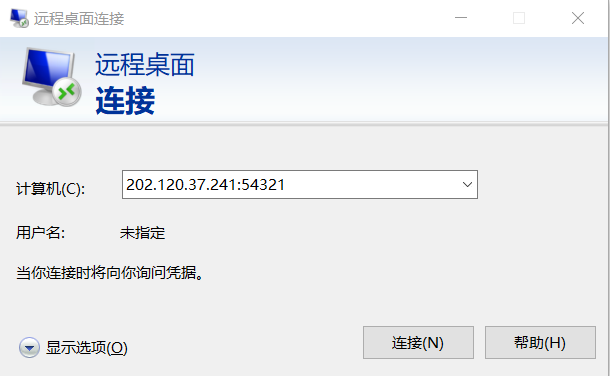 远程桌面连接
远程桌面
连接
计算机(C): 202.120.37.241:54321
用户名: 未指定
当你连接时将向你询问凭据。
显示选项(O) 连接(N) 帮助(H)